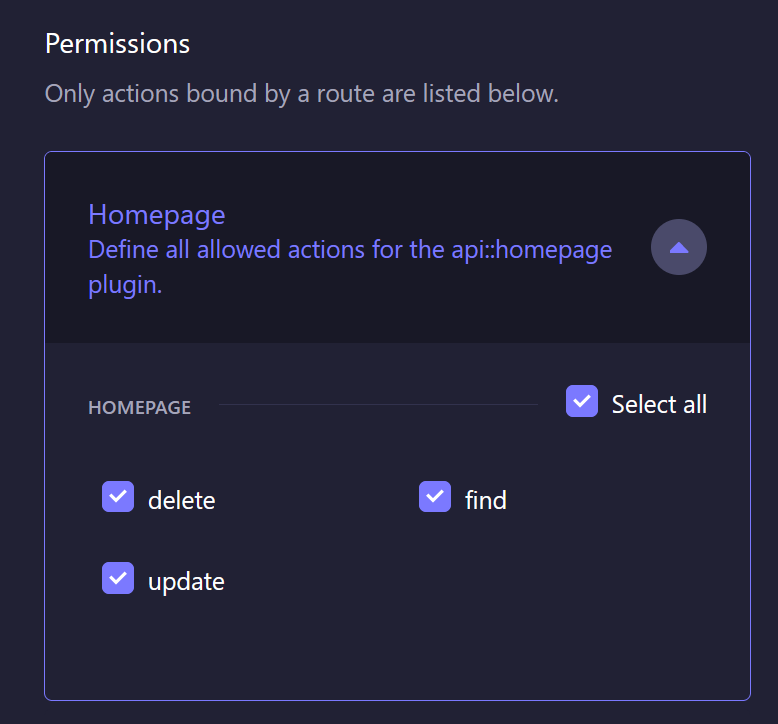 Permissions
Only actions bound by a route are listed below.
Homepage
Define all allowed actions for the api::homepage
plugin.
HOMEPAGE
Select all
delete
find
update